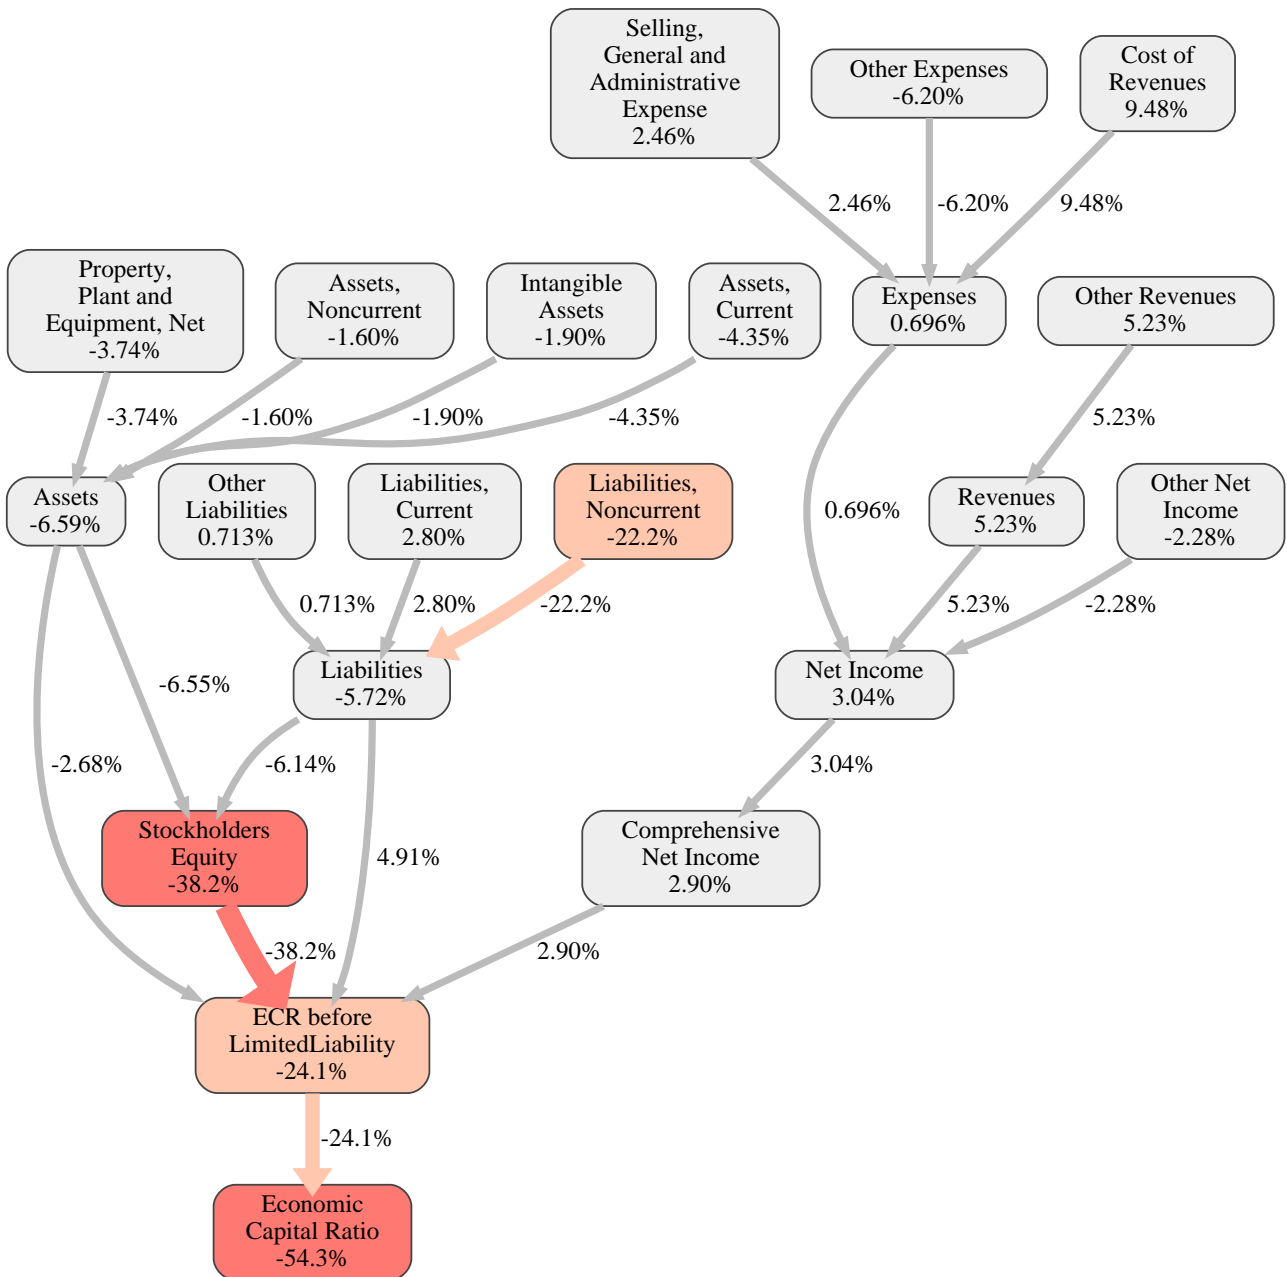 Selling,
General and
Administrative
Expense
2.46%
Other Expenses
-6.20%
Cost of
Revenues
9.48%
2.46%
-6.20%
9.48%
Property,
Plant and
Equipment, Net
-3.74%
Assets,
Noncurrent
-1.60%
Intangible
Assets
-1.90%
Assets,
Current
-4.35%
Expenses
0.696%
Other Revenues
5.23%
-3.74%
-1.60%
-1.90%
-4.35%
5.23%
Assets
-6.59%
Other
Liabilities
0.713%
Liabilities,
Current
2.80%
Liabilities,
Noncurrent
-22.2%
0.696%
Revenues
5.23%
Other Net
Income
-2.28%
0.713%
2.80%
-22.2%
5.23%
-2.28%
-6.55%
Liabilities
-5.72%
Net Income
3.04%
-2.68%
-6.14%
3.04%
Stockholders
Equity
-38.2%
4.91%
Comprehensive
Net Income
2.90%
-38.2%
2.90%
ECR before
LimitedLiability
-24.1%
-24.1%
Economic
Capital Ratio
-54.3%